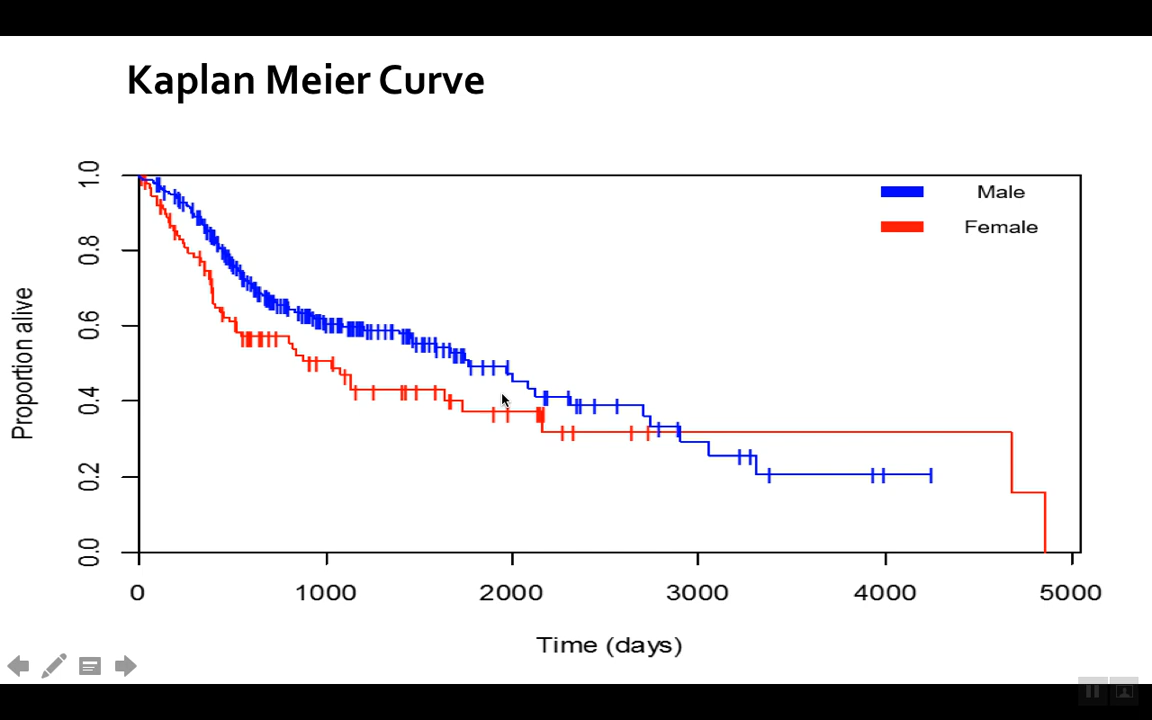 Kaplan Meier Curve
Proportion alive
1.0
0.8
0.6
0.4
0.2
0.0
Male
Female
0 1000 2000 3000 4000 5000
Time (days)